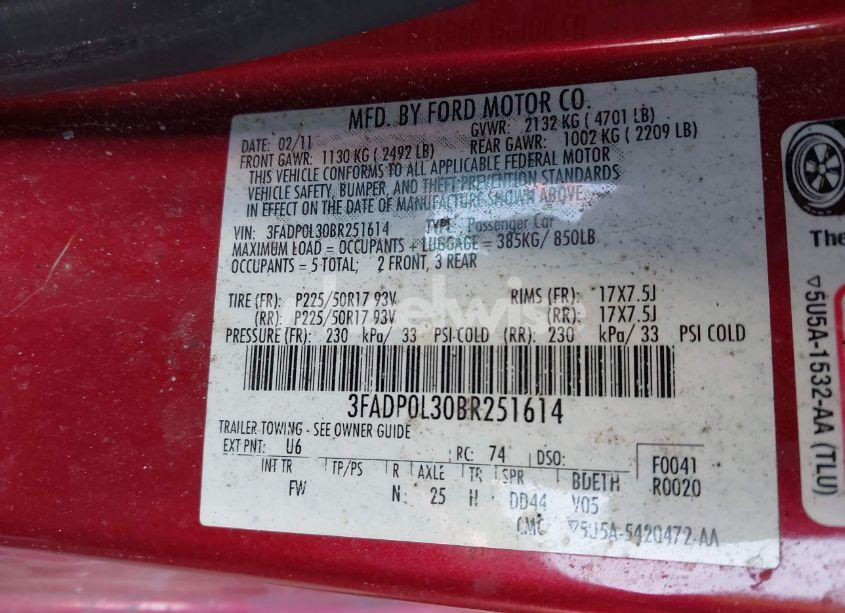 MFD. BY FORD MOTOR CO.
DATE: 02/11 GVWR: 2132 KG ( 4701 LB)
FRONT GAWR: 1130 KG ( 2492 LB) REAR GAWR: 1002 KG ( 2209 LB)
THIS VEHICLE CONFORMS TO ALL APPLICABLE FEDERAL MOTOR
VEHICLE SAFETY, BUMPER, AND THEFT PREVENTION STANDARDS
IN EFFECT ON THE DATE OF MANUFACTURE SHOWN ABOVE.
VIN: 3FADP0L30BR251614 TYPE: Passenger Car
MAXIMUM LOAD = OCCUPANTS + LUGGAGE = 385KG/ 850LB
OCCUPANTS = 5 TOTAL; 2 FRONT, 3 REAR
TIRE (FR): P225/50R17 93V RIMS (FR): 17X7.5J
(RR): P225/50R17 93V (RR): 17X7.5J
PRESSURE (FR): 230 kPa/ 33 PSI-COLD (RR): 230 kPa/ 33 PSI COLD
3FADP0L30BR251614
TRAILER TOWING - SEE OWNER GUIDE
EXT PNT: U6 RC: 74 DSO: F0041
INT TR TP/PS R AXLE TR SPR BDETH R0020
FW N 25 H DD44 V05
CMC ▽5U5A-5420472-AA
The
▽5U5A-1532-AA (TLU)